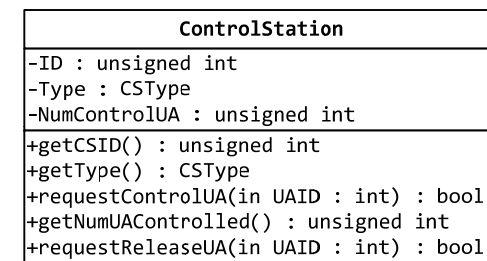 ControlStation
-ID : unsigned int
-Type : CSType
-NumControlUA : unsigned int
+getCSID() : unsigned int
+getType() : CSType
+requestControlUA(in UAID : int) : bool
+getNumUAControlled() : unsigned int
+requestReleaseUA(in UAID : int) : bool